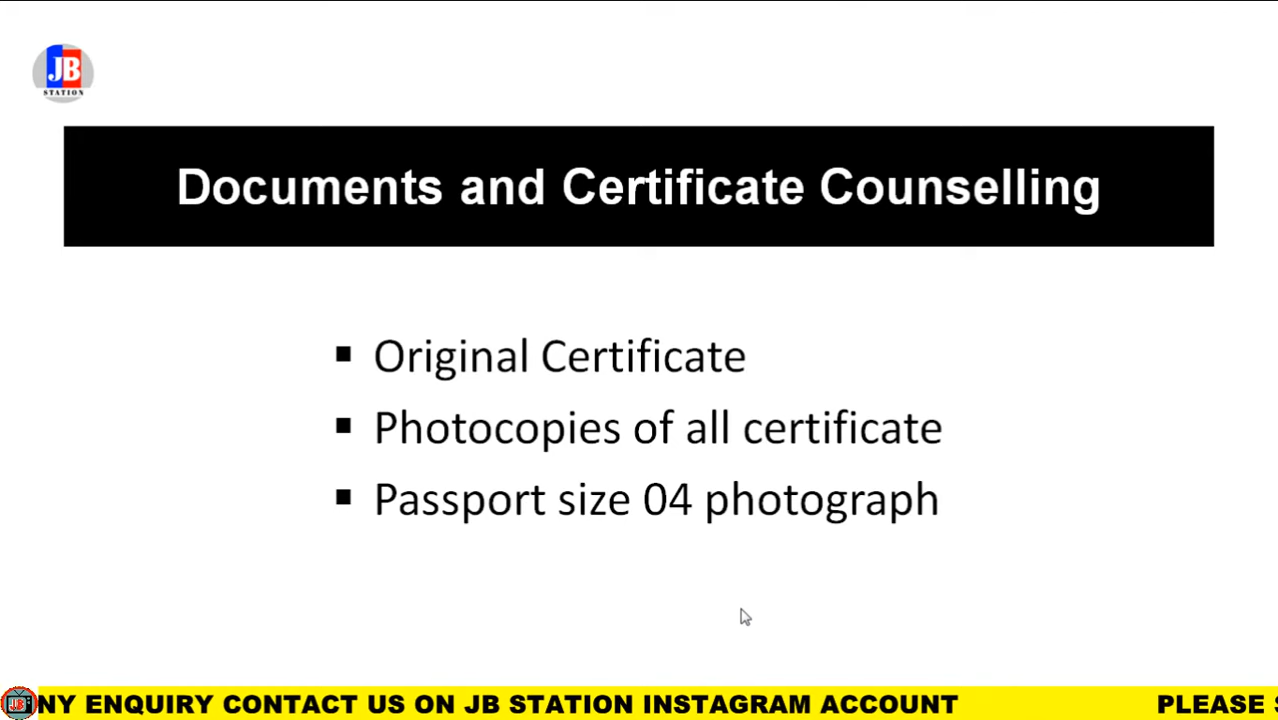 JB
STATION
Documents and Certificate Counselling
▪ Original Certificate
▪ Photocopies of all certificate
▪ Passport size 04 photograph
JB
NY ENQUIRY CONTACT US ON JB STATION INSTAGRAM ACCOUNT PLEASE S